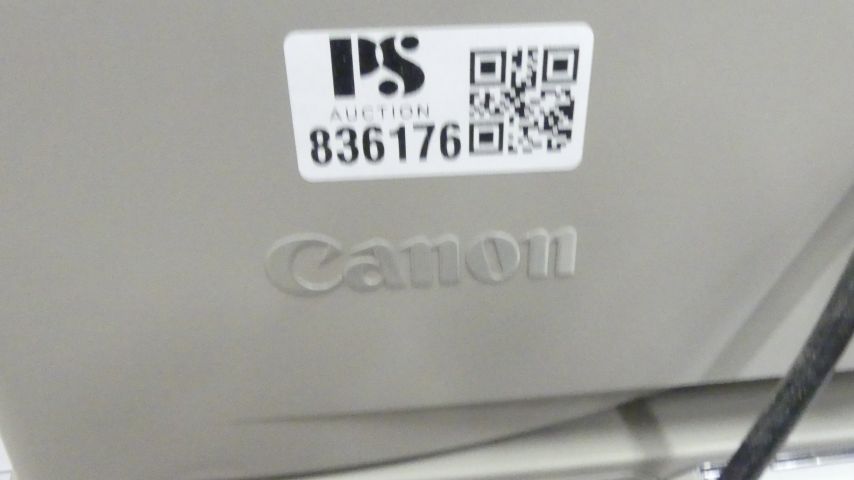 PS
AUCTION
836176
Canon